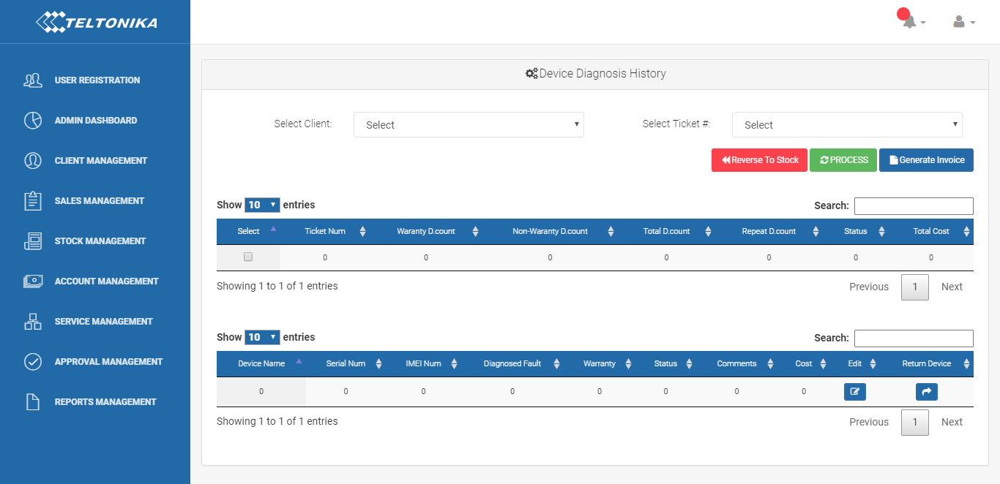 TELTONIKA
USER REGISTRATION
ADMIN DASHBOARD
CLIENT MANAGEMENT
SALES MANAGEMENT
STOCK MANAGEMENT
ACCOUNT MANAGEMENT
SERVICE MANAGEMENT
APPROVAL MANAGEMENT
REPORTS MANAGEMENT
Device Diagnosis History
Select Client: Select Select Ticket #: Select
Reverse To Stock PROCESS Generate Invoice
Show 10 entries Search:
Select Ticket Num Waranty D.count Non-Waranty D.count Total D.count Repeat D.count Status Total Cost
0 0 0 0 0 0 0
Showing 1 to 1 of 1 entries Previous 1 Next
Show 10 entries Search:
Device Name Serial Num IMEI Num Diagnosed Fault Warranty Status Comments Cost Edit Return Device
0 0 0 0 0 0 0 0
Showing 1 to 1 of 1 entries Previous 1 Next